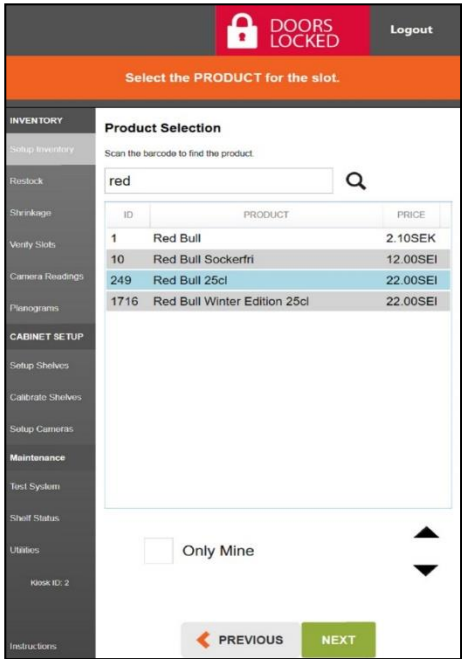 DOORS
LOCKED
Logout
Select the PRODUCT for the slot.
INVENTORY
Setup Inventory
Restock
Shrinkage
Verify Slots
Camera Readings
Planograms
CABINET SETUP
Setup Shelves
Calibrate Shelves
Setup Cameras
Maintenance
Test System
Shelf Status
Utilities
Kiosk ID: 2
Instructions
Product Selection
Scan the barcode to find the product.
red
ID PRODUCT PRICE
1 Red Bull 2.10SEK
10 Red Bull Sockerfri 12.00SEI
249 Red Bull 25cl 22.00SEI
1716 Red Bull Winter Edition 25cl 22.00SEI
Only Mine
PREVIOUS
NEXT